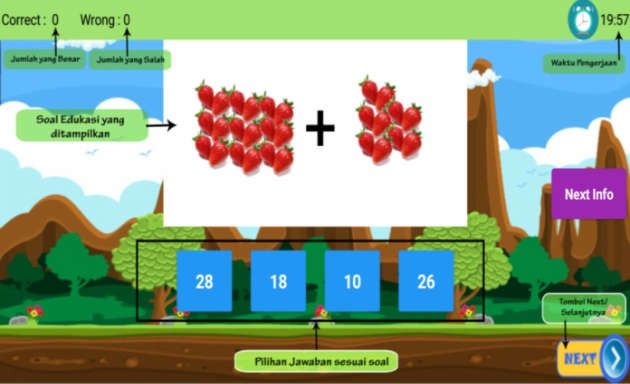 Correct : 0 Wrong : 0 19:57
Jumlah yang Benar Jumlah yang Salah Waktu Pengerjaan
Soal Edukasi yang
ditampilkan
+
Next Info
28 18 10 26
Tombol Next/
Selanjutnya
Pilihan Jawaban sesuai soal
NEXT